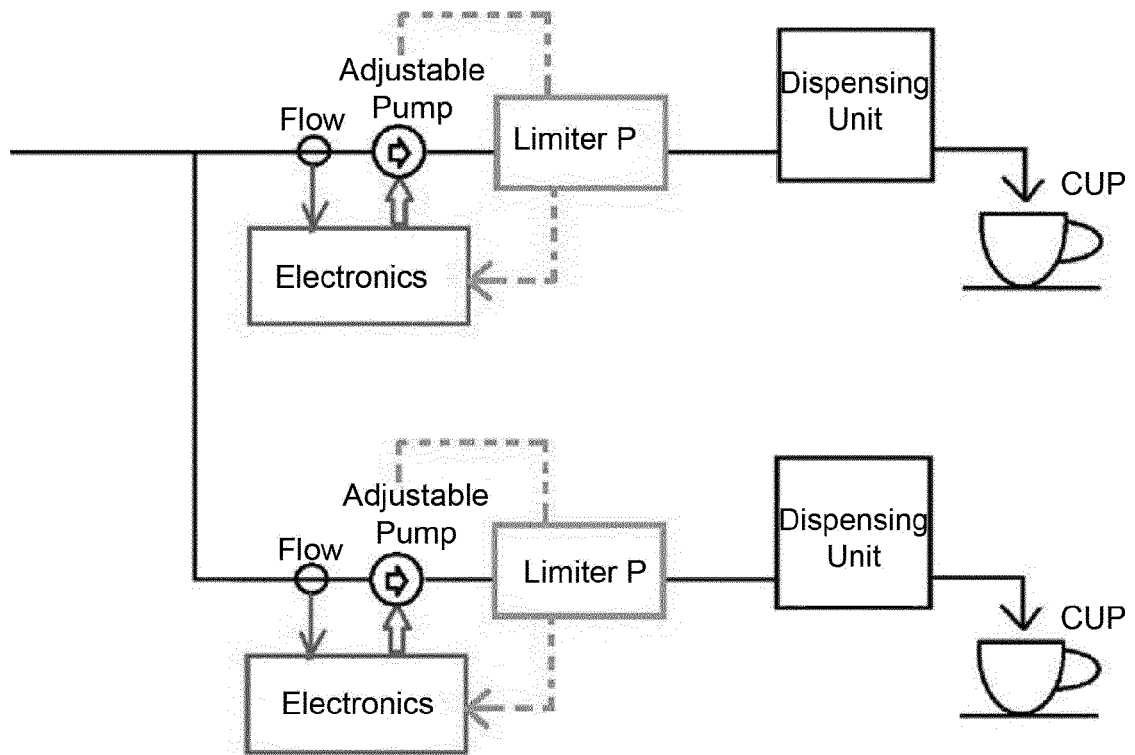 Adjustable
Pump
Flow
Limiter P
Dispensing
Unit
CUP
Electronics
Adjustable
Pump
Flow
Limiter P
Dispensing
Unit
CUP
Electronics